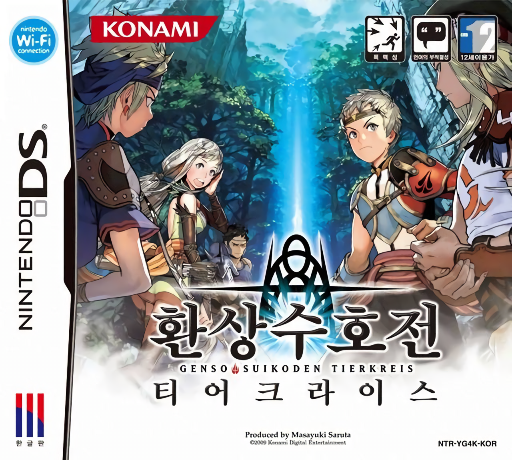 nintendo
Wi-Fi
connection
KONAMI
폭력성
언어의 부적절성
12
12세이용가
NINTENDO DS
환상수호전
GENSO SUIKODEN TIERKREIS
티어크라이스
한글판
Produced by Masayuki Saruta
©2009 Konami Digital Entertainment
NTR-YG4K-KOR